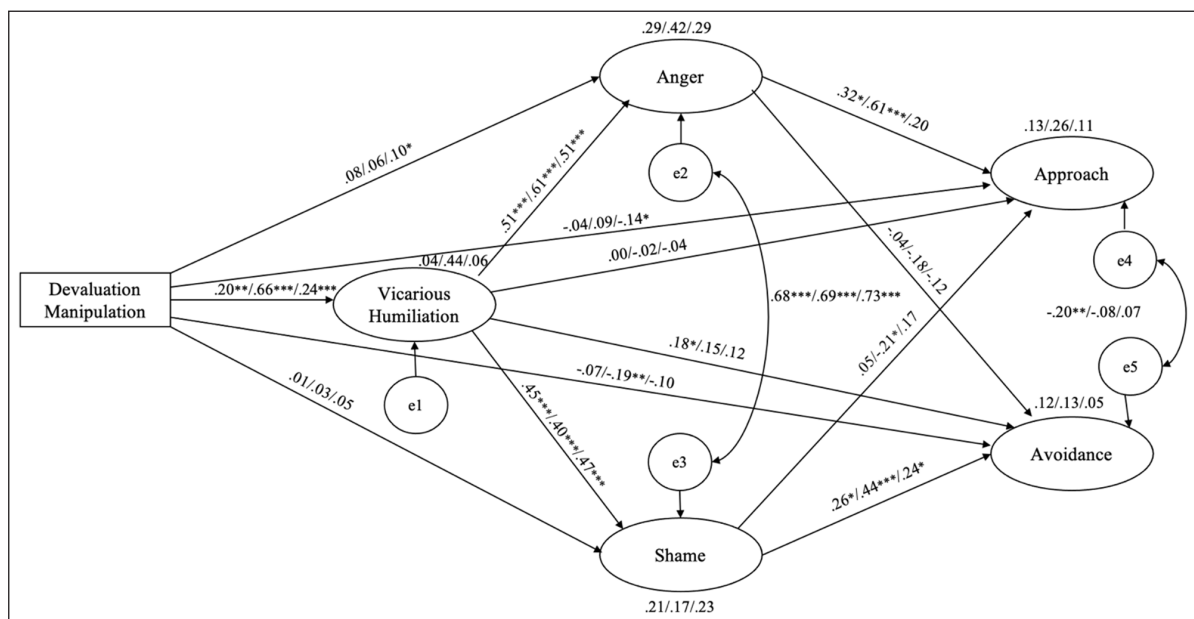 .29/.42/.29
Anger
.32*/.61***/.20
.13/.26/.11
Approach
e2
.08/.06/.10*
.51***/.61***/.51***
-.04/.09/-.14*
.00/-.02/-.04
-.04/-.18/-.12
e4
.04/.44/.06
Devaluation
Manipulation
.20**/.66***/.24***
Vicarious
Humiliation
.68***/.69***/.73***
-.20**/-.08/.07
.05/-.21*/.17
.18*/.15/.12
e5
-.07/-.19**/-.10
.01/.03/.05
e1
.45***/.40***/.47***
.12/.13/.05
Avoidance
e3
.26*/.44***/.24*
Shame
.21/.17/.23